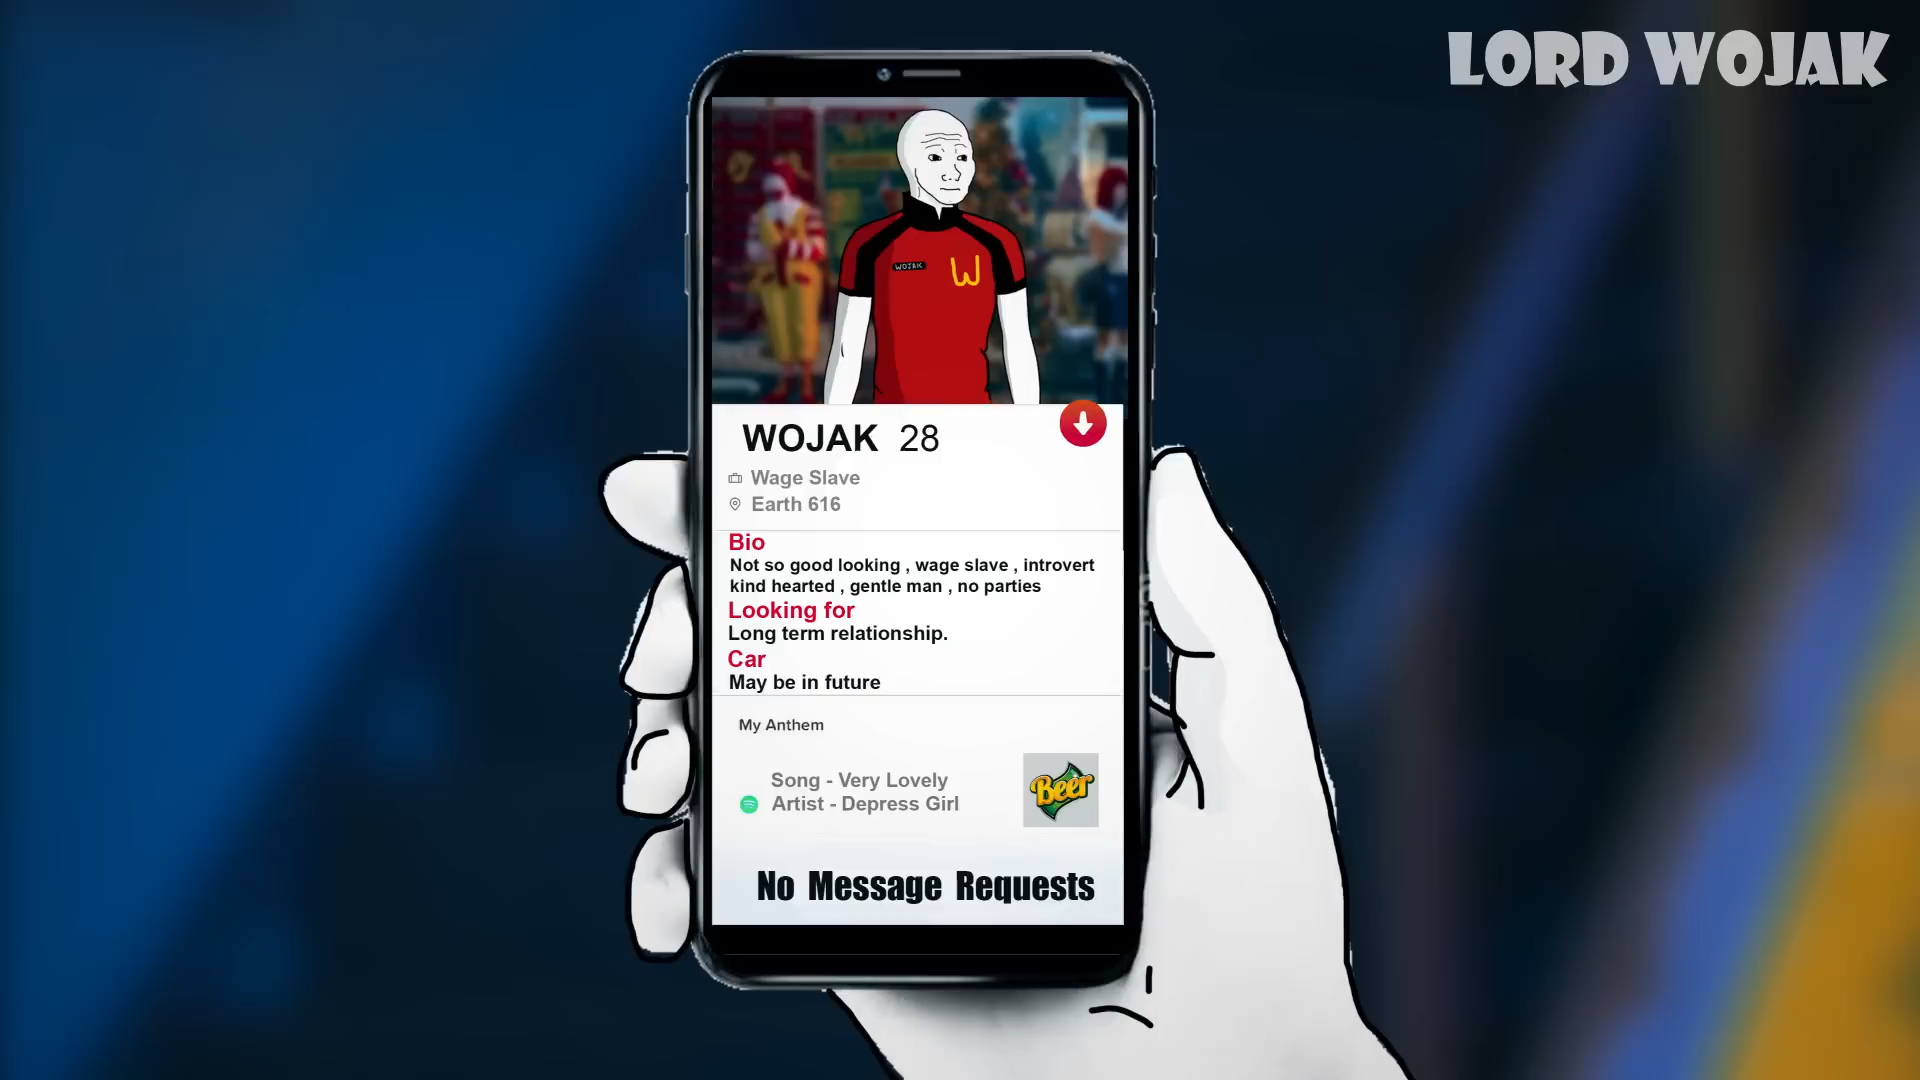 LORD WOJAK
WOJAK W
WOJAK 28
Wage Slave
Earth 616
Bio
Not so good looking , wage slave , introvert
kind hearted , gentle man , no parties
Looking for
Long term relationship.
Car
May be in future
My Anthem
Song - Very Lovely
Artist - Depress Girl
Beer
No Message Requests